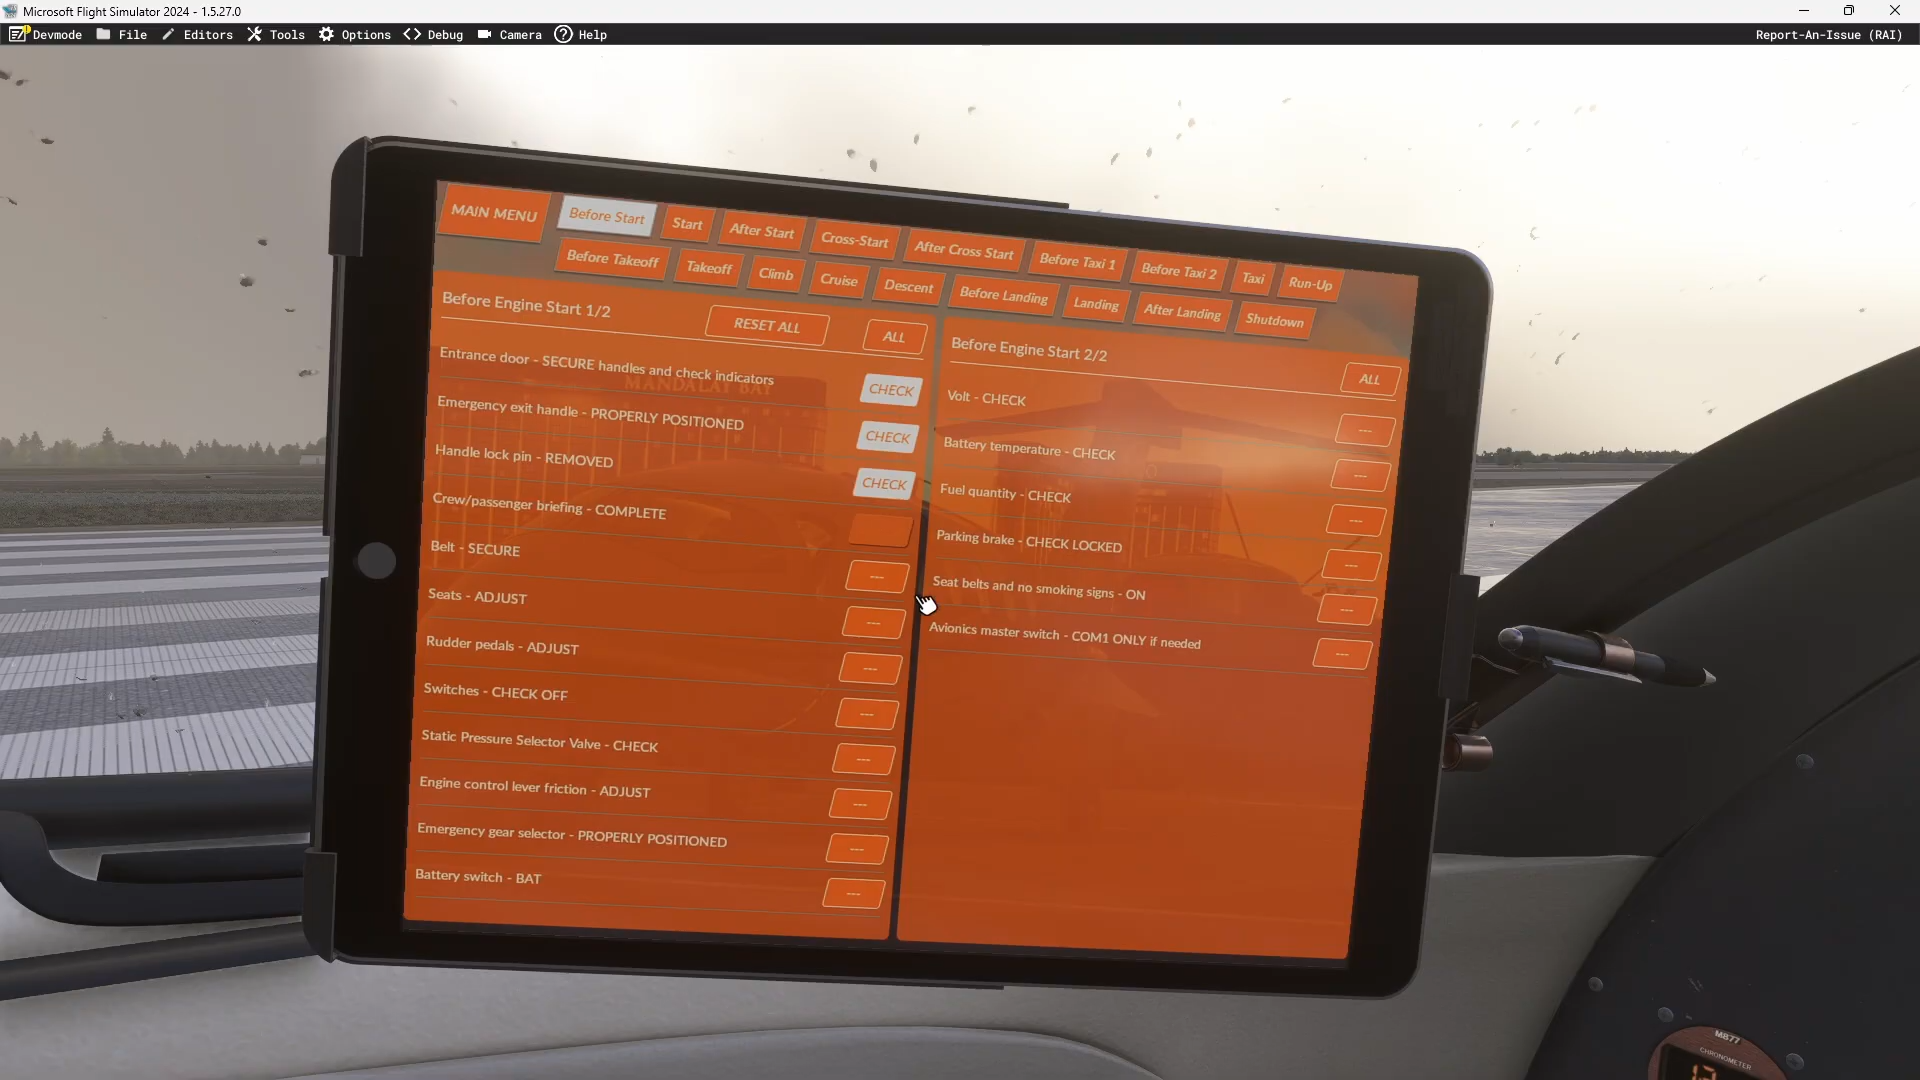 Microsoft Flight Simulator 2024 - 1.5.27.0
Devmode File Editors Tools Options Debug Camera Help Report-An-Issue (RAI)
MAIN MENU
Before Start Start After Start Cross-Start After Cross Start Before Taxi 1 Before Taxi 2 Taxi Run-Up
Before Takeoff Takeoff Climb Cruise Descent Before Landing Landing After Landing Shutdown
Before Engine Start 1/2 RESET ALL ALL
Entrance door - SECURE handles and check indicators CHECK
Emergency exit handle - PROPERLY POSITIONED CHECK
Handle lock pin - REMOVED CHECK
Crew/passenger briefing - COMPLETE
Belt - SECURE ---
Seats - ADJUST ---
Rudder pedals - ADJUST ---
Switches - CHECK OFF ---
Static Pressure Selector Valve - CHECK ---
Engine control lever friction - ADJUST ---
Emergency gear selector - PROPERLY POSITIONED ---
Battery switch - BAT ---
Before Engine Start 2/2 ALL
Volt - CHECK ---
Battery temperature - CHECK ---
Fuel quantity - CHECK ---
Parking brake - CHECK LOCKED ---
Seat belts and no smoking signs - ON ---
Avionics master switch - COM1 ONLY if needed ---
MANDALAY BAY
M877
CHRONOMETER